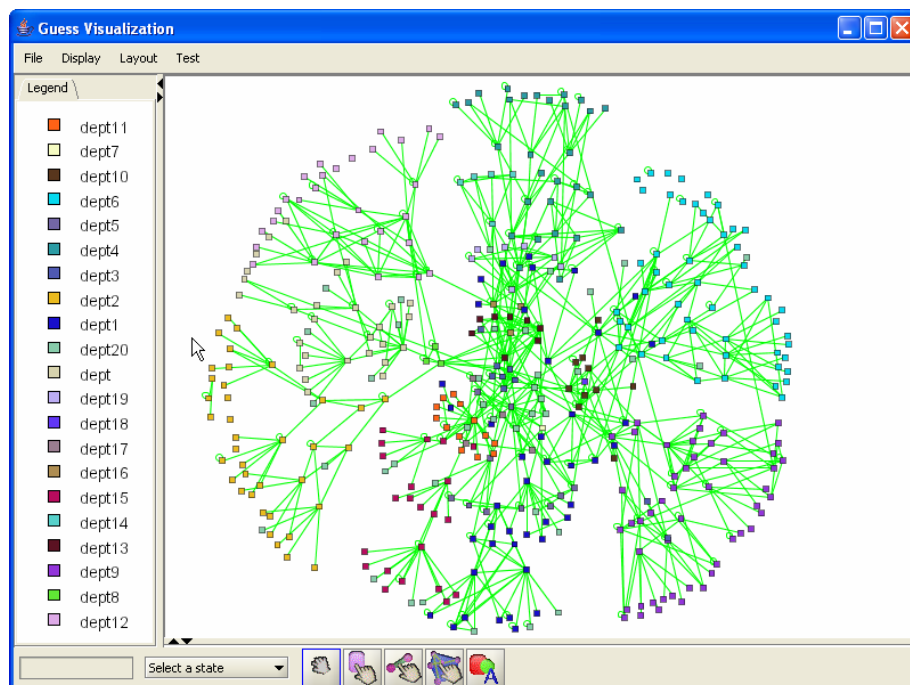 Guess Visualization
File Display Layout Test
Legend
dept11
dept7
dept10
dept6
dept5
dept4
dept3
dept2
dept1
dept20
dept
dept19
dept18
dept17
dept16
dept15
dept14
dept13
dept9
dept8
dept12
Select a state
A